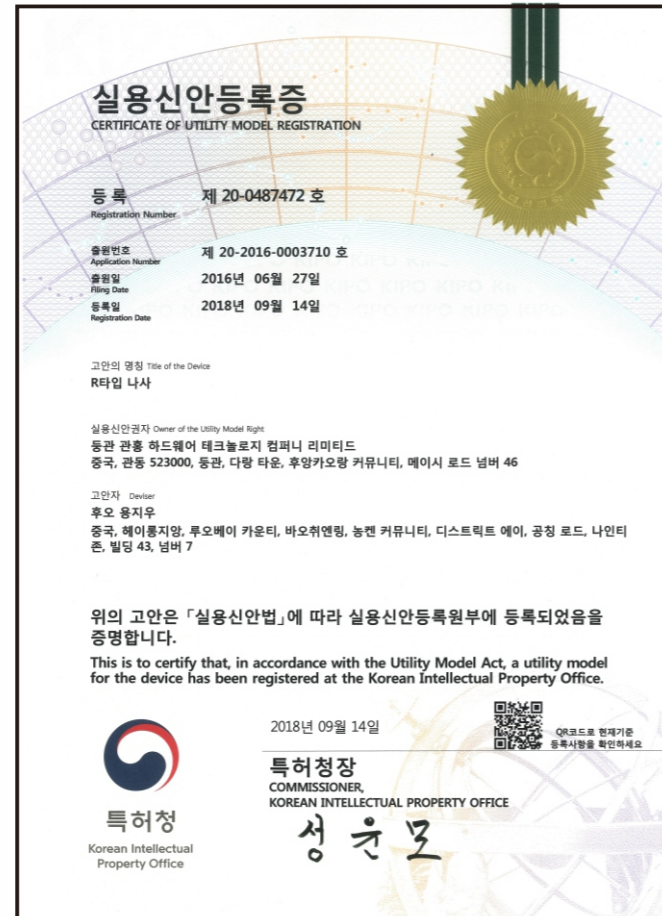 실용신안등록증
CERTIFICATE OF UTILITY MODEL REGISTRATION
등 록 제 20-0487472 호
Registration Number
출원번호 제 20-2016-0003710 호
Application Number
출원일 2016년 06월 27일
Filing Date
등록일 2018년 09월 14일
Registration Date
고안의 명칭 Title of the Device
R타입 나사
실용신안권자 Owner of the Utility Model Right
둥관 관홍 하드웨어 테크놀로지 컴퍼니 리미티드
중국, 관동 523000, 둥관, 다랑 타운, 후앙카오랑 커뮤니티, 메이시 로드 넘버 46
고안자 Deviser
후오 용지우
중국, 헤이롱지앙, 루오베이 카운티, 바오취엔링, 농켄 커뮤니티, 디스트릭트 에이, 공칭 로드, 나인티
존, 빌딩 43, 넘버 7
위의 고안은 「실용신안법」에 따라 실용신안등록원부에 등록되었음을
증명합니다.
This is to certify that, in accordance with the Utility Model Act, a utility model
for the device has been registered at the Korean Intellectual Property Office.
2018년 09월 14일
QR코드로 현재기준
등록사항을 확인하세요
특허청장
COMMISSIONER,
KOREAN INTELLECTUAL PROPERTY OFFICE
성윤모
특허청
Korean Intellectual
Property Office